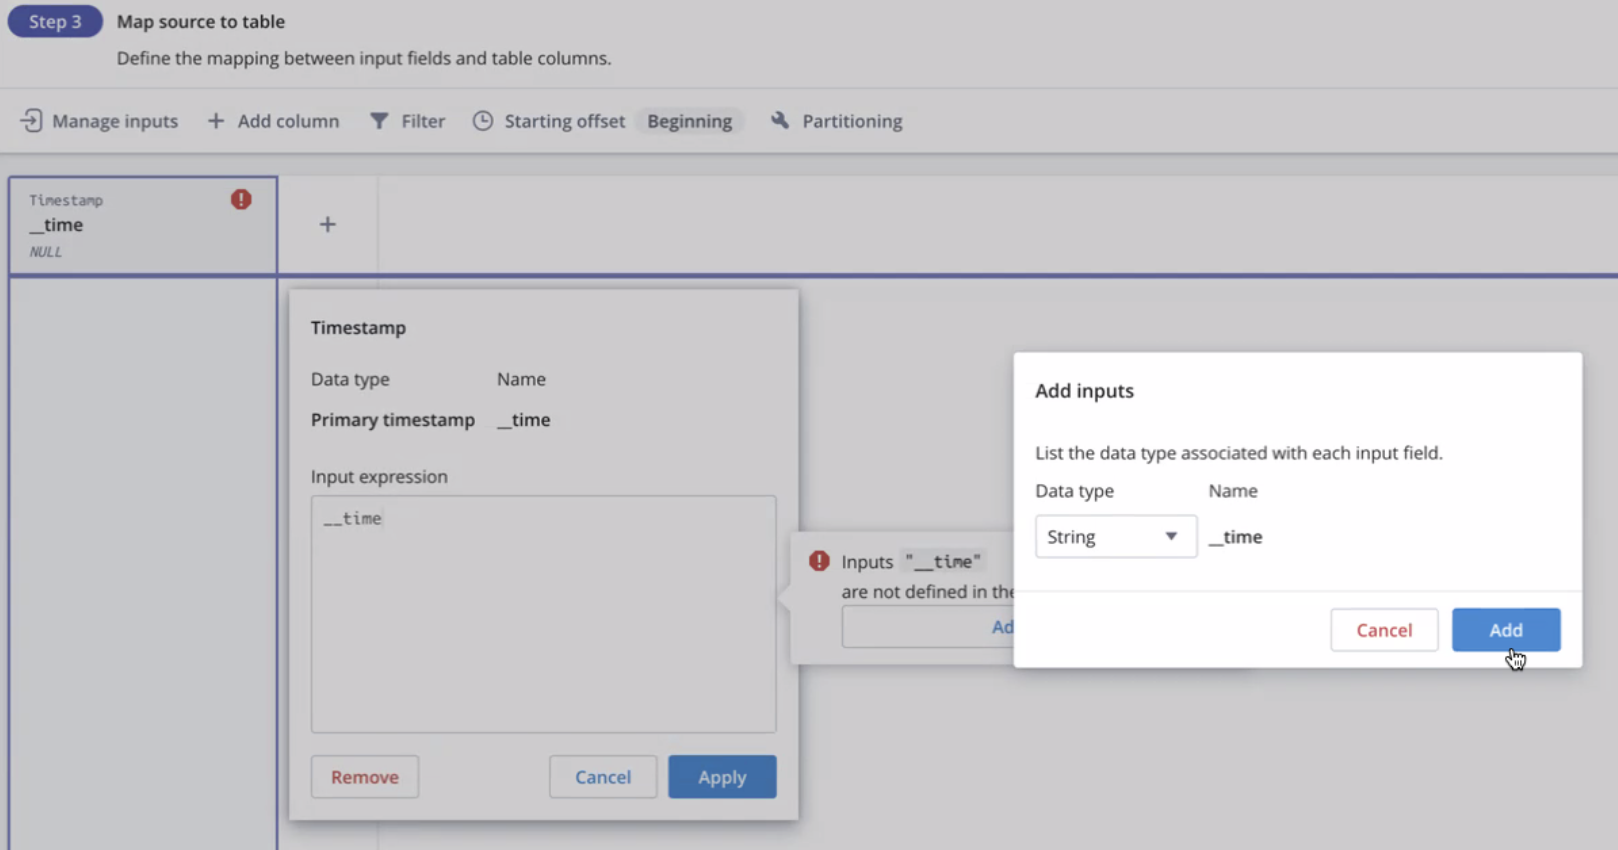 Step 3 Map source to table
Define the mapping between input fields and table columns.
Manage inputs + Add column Filter Starting offset Beginning Partitioning
Timestamp
__time
NULL
+
Timestamp
Data type Name
Primary timestamp __time
Input expression
__time
Remove Cancel Apply
Inputs "__time"
are not defined in the
Add inputs
List the data type associated with each input field.
Data type Name
String __time
Cancel Add